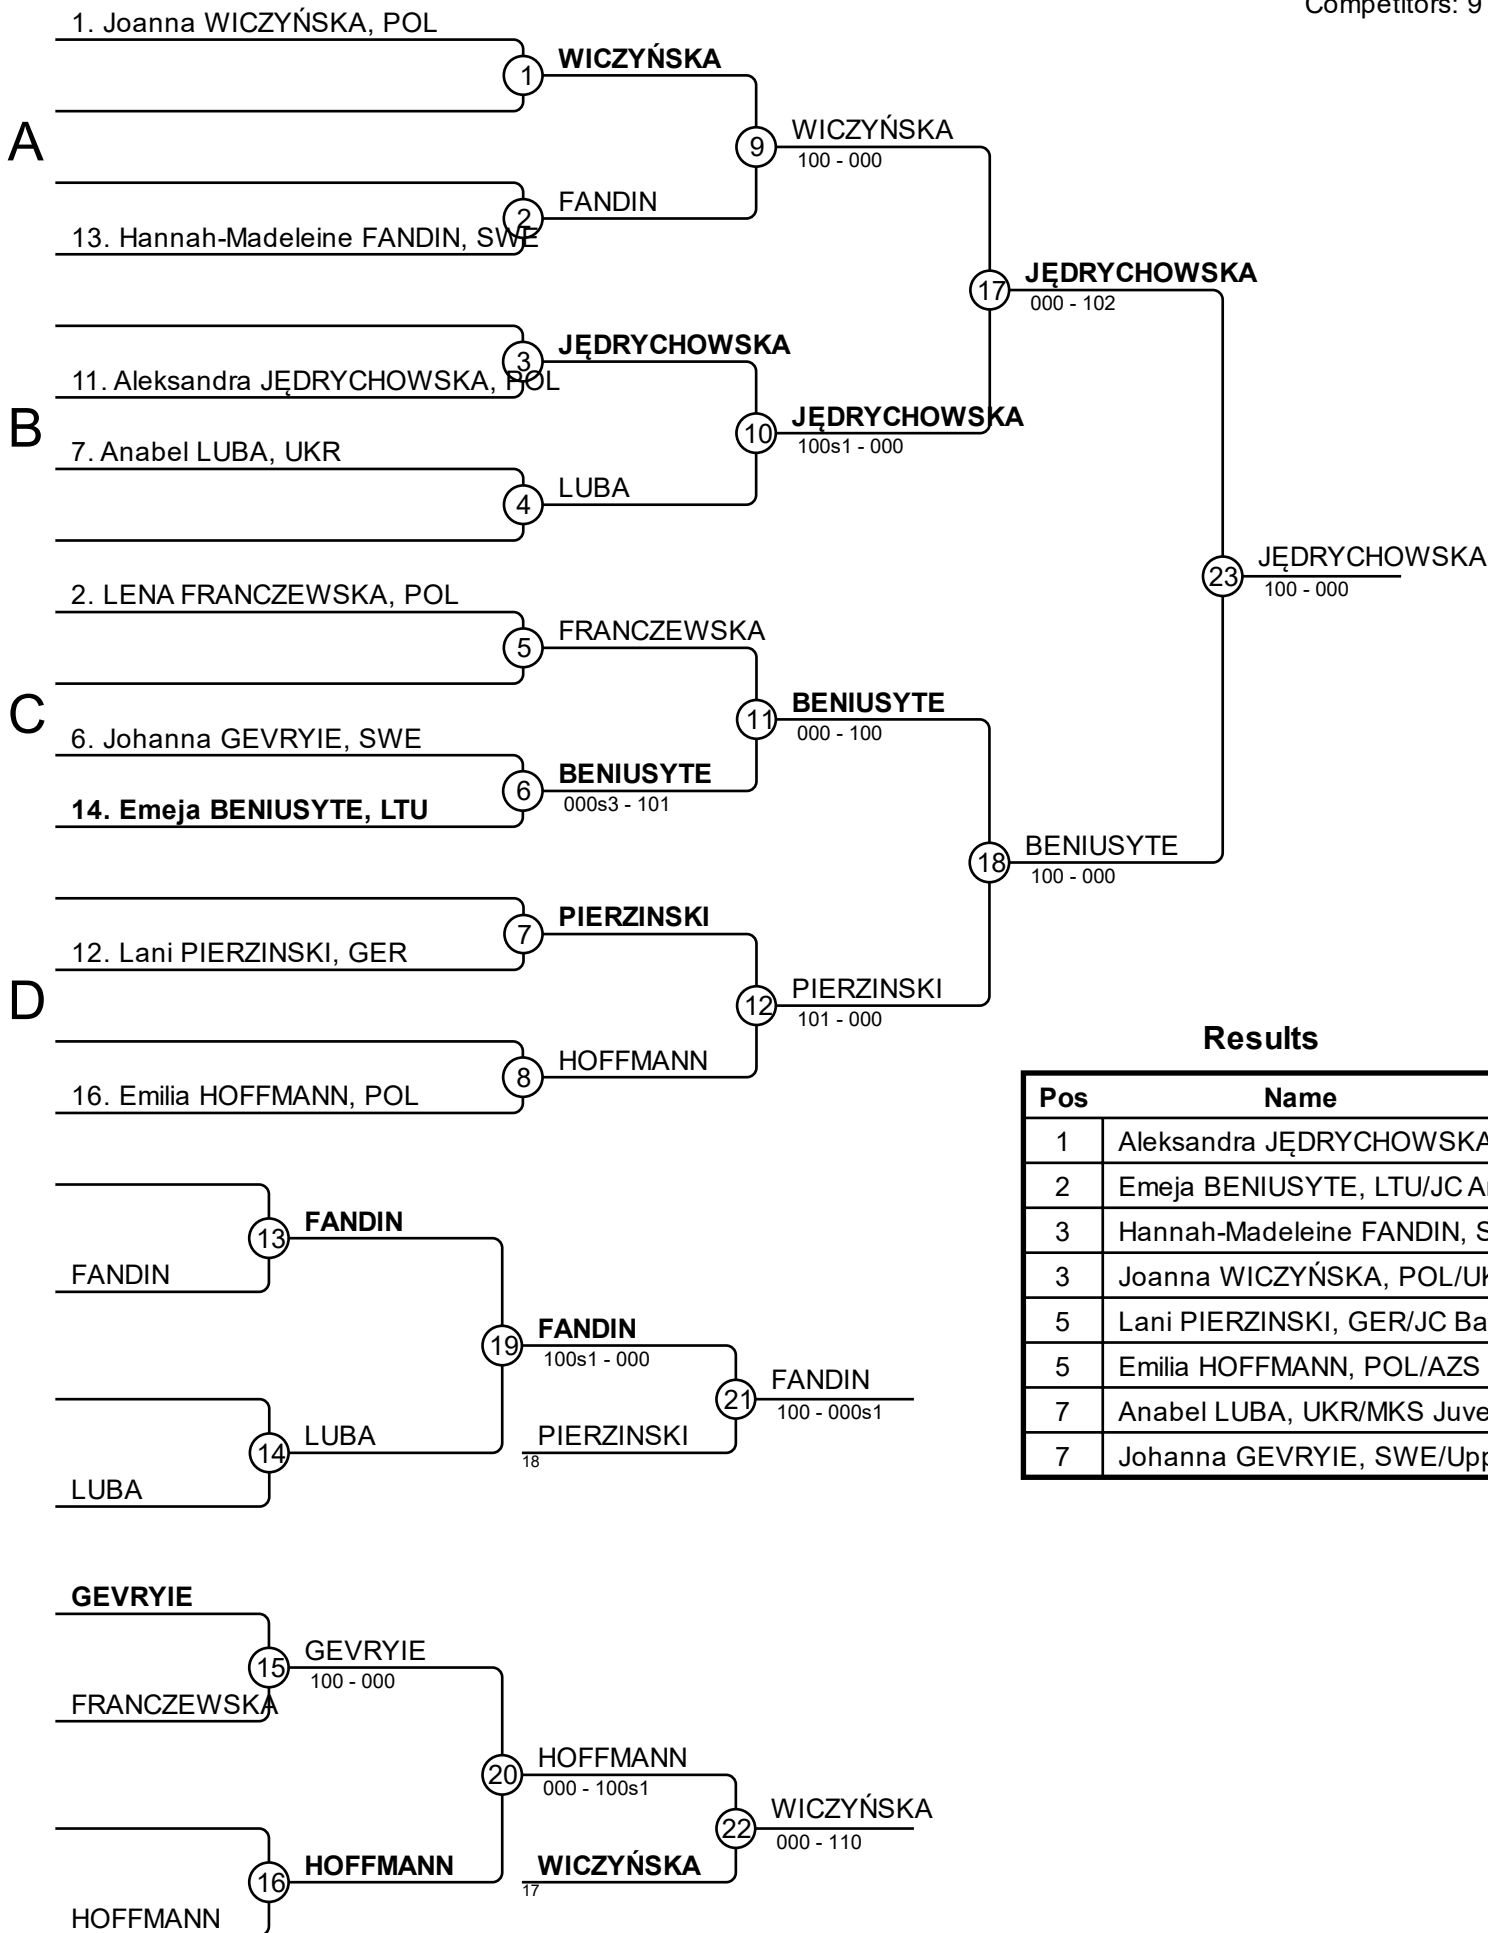 Competitors: 9
1. Joanna WICZYŃSKA, POL
1
WICZYŃSKA
A
9
WICZYŃSKA
100 - 000
2
FANDIN
13. Hannah-Madeleine FANDIN, SWE
17
JĘDRYCHOWSKA
000 - 102
3
JĘDRYCHOWSKA
11. Aleksandra JĘDRYCHOWSKA, POL
B
10
JĘDRYCHOWSKA
100s1 - 000
7. Anabel LUBA, UKR
4
LUBA
23
JĘDRYCHOWSKA
100 - 000
2. LENA FRANCZEWSKA, POL
5
FRANCZEWSKA
C
11
BENIUSYTE
000 - 100
6. Johanna GEVRYIE, SWE
6
BENIUSYTE
000s3 - 101
14. Emeja BENIUSYTE, LTU
18
BENIUSYTE
100 - 000
7
PIERZINSKI
12. Lani PIERZINSKI, GER
D
12
PIERZINSKI
101 - 000
8
HOFFMANN
16. Emilia HOFFMANN, POL
Results
Pos Name
1 Aleksandra JĘDRYCHOWSKA
2 Emeja BENIUSYTE, LTU/JC
3 Hannah-Madeleine FANDIN,
3 Joanna WICZYŃSKA, POL/
5 Lani PIERZINSKI, GER/JC Ba
5 Emilia HOFFMANN, POL/AZS
7 Anabel LUBA, UKR/MKS Juve
7 Johanna GEVRYIE, SWE/Upp
13
FANDIN
FANDIN
19
FANDIN
100s1 - 000
21
FANDIN
100 - 000s1
14
LUBA
PIERZINSKI
18
LUBA
GEVRYIE
15
GEVRYIE
100 - 000
FRANCZEWSKA
20
HOFFMANN
000 - 100s1
22
WICZYŃSKA
000 - 110
16
HOFFMANN
WICZYŃSKA
17
HOFFMANN